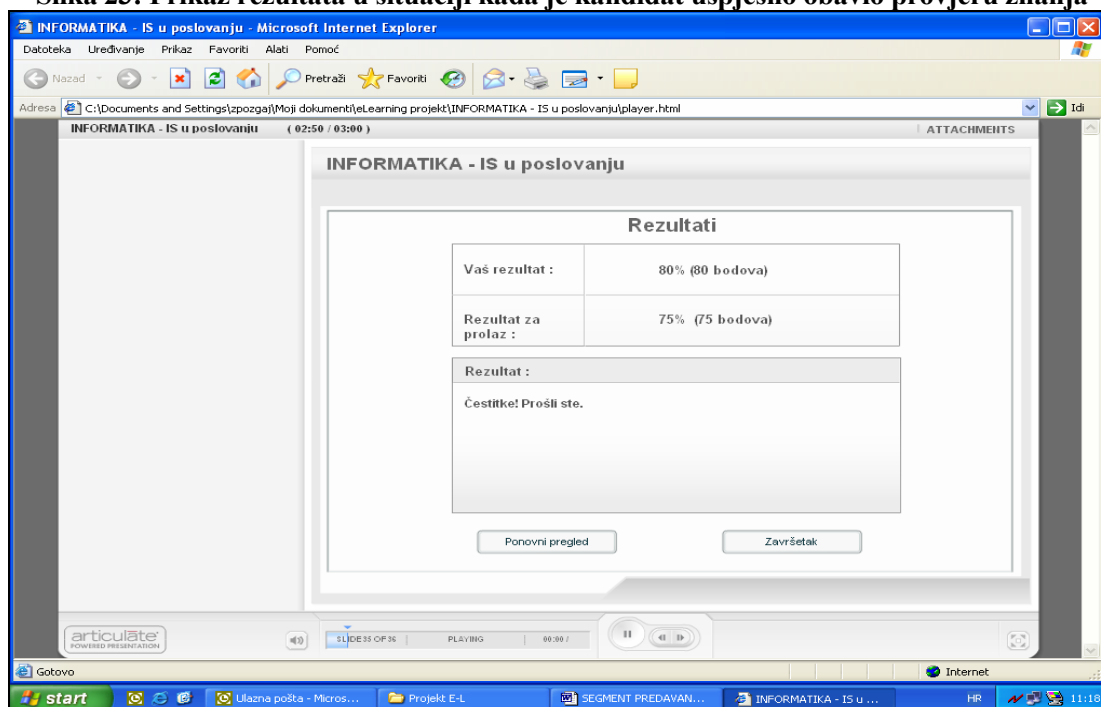 Slika 25: Prikaz rezultata u situaciji kada je kandidat uspješno obavio provjeru znanja
INFORMATIKA - IS u poslovanju - Microsoft Internet Explorer
Datoteka Uređivanje Prikaz Favoriti Alati Pomoć
Nazad Pretraži Favoriti
Adresa C:\Documents and Settings\zpozgaj\Moji dokumenti\eLearning projekt\INFORMATIKA - IS u poslovanju\player.html Idi
INFORMATIKA - IS u poslovanju ( 02:50 / 03:00 ) ATTACHMENTS
INFORMATIKA - IS u poslovanju
Rezultati
Vaš rezultat : 80% (80 bodova)
Rezultat za prolaz : 75% (75 bodova)
Rezultat :
Čestitke! Prošli ste.
Ponovni pregled Završetak
articulate
POWERED PRESENTATION
SLIDE 35 OF 36 PLAYING 00:00 /
Gotovo Internet
start Ulazna pošta - Micros... Projekt E-L SEGMENT PREDAVAN... INFORMATIKA - IS u ... HR 11:18